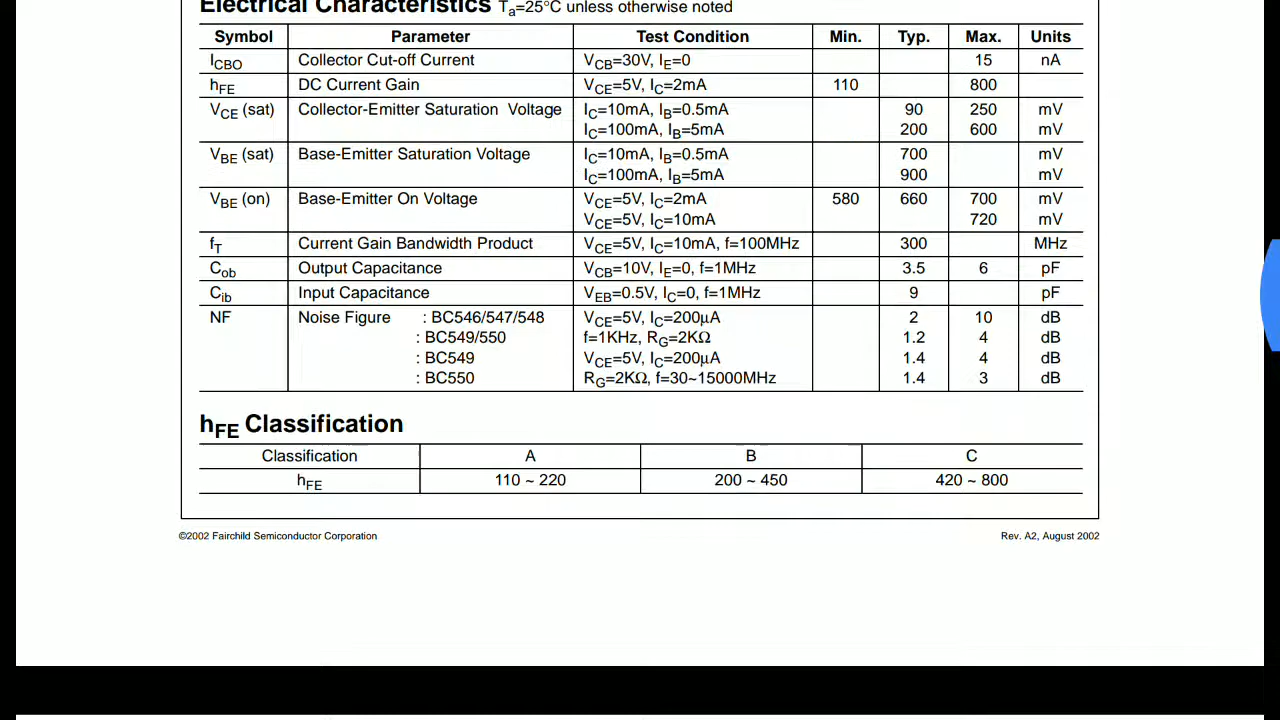 Electrical Characteristics Ta=25°C unless otherwise noted
Symbol Parameter Test Condition Min. Typ. Max. Units
ICBO Collector Cut-off Current VCB=30V, IE=0 15 nA
hFE DC Current Gain VCE=5V, IC=2mA 110 800
VCE (sat) Collector-Emitter Saturation Voltage IC=10mA, IB=0.5mA 90 250 mV
IC=100mA, IB=5mA 200 600 mV
VBE (sat) Base-Emitter Saturation Voltage IC=10mA, IB=0.5mA 700 mV
IC=100mA, IB=5mA 900 mV
VBE (on) Base-Emitter On Voltage VCE=5V, IC=2mA 580 660 700 mV
VCE=5V, IC=10mA 720 mV
fT Current Gain Bandwidth Product VCE=5V, IC=10mA, f=100MHz 300 MHz
Cob Output Capacitance VCB=10V, IE=0, f=1MHz 3.5 6 pF
Cib Input Capacitance VEB=0.5V, IC=0, f=1MHz 9 pF
NF Noise Figure : BC546/547/548 VCE=5V, IC=200μA 2 10 dB
: BC549/550 f=1KHz, RG=2KΩ 1.2 4 dB
: BC549 VCE=5V, IC=200μA 1.4 4 dB
: BC550 RG=2KΩ, f=30~15000MHz 1.4 3 dB
hFE Classification
Classification A B C
hFE 110 ~ 220 200 ~ 450 420 ~ 800
©2002 Fairchild Semiconductor Corporation Rev. A2, August 2002